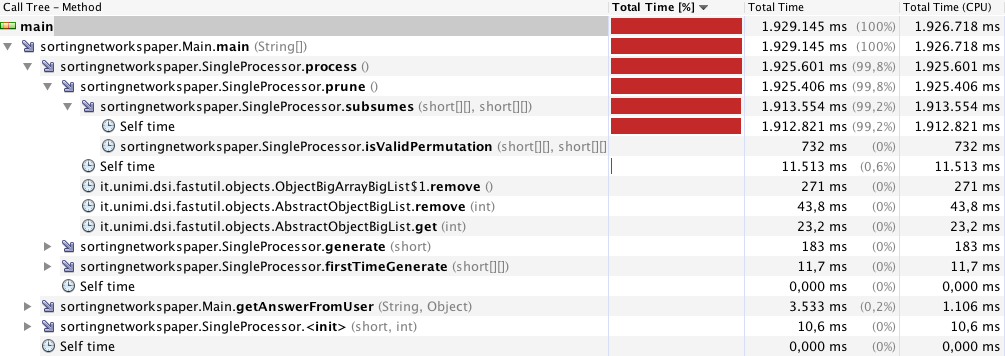 Call Tree – Method Total Time [%] Total Time Total Time (CPU)
main 1.929.145 ms (100%) 1.926.718 ms
sortingnetworkspaper.Main.main (String[]) 1.929.145 ms (100%) 1.926.718 ms
sortingnetworkspaper.SingleProcessor.process () 1.925.601 ms (99,8%) 1.925.406 ms
sortingnetworkspaper.SingleProcessor.prune () 1.925.406 ms (99,8%) 1.925.406 ms
sortingnetworkspaper.SingleProcessor.subsumes (short[][], short[][]) 1.913.554 ms (99,2%) 1.913.554 ms
Self time 1.912.821 ms (99,2%) 1.912.821 ms
sortingnetworkspaper.SingleProcessor.isValidPermutation (short[][], short[][] 732 ms (0%) 732 ms
Self time 11.513 ms (0,6%) 11.513 ms
it.unimi.dsi.fastutil.objects.ObjectBigArrayBigList$1.remove () 271 ms (0%) 271 ms
it.unimi.dsi.fastutil.objects.AbstractObjectBigList.remove (int) 43,8 ms (0%) 43,8 ms
it.unimi.dsi.fastutil.objects.AbstractObjectBigList.get (int) 23,2 ms (0%) 23,2 ms
sortingnetworkspaper.SingleProcessor.generate (short) 183 ms (0%) 183 ms
sortingnetworkspaper.SingleProcessor.firstTimeGenerate (short[][]) 11,7 ms (0%) 11,7 ms
Self time 0,000 ms (0%) 0,000 ms
sortingnetworkspaper.Main.getAnswerFromUser (String, Object) 3.533 ms (0,2%) 1.106 ms
sortingnetworkspaper.SingleProcessor.<init> (short, int) 10,6 ms (0%) 10,6 ms
Self time 0,000 ms (0%) 0,000 ms